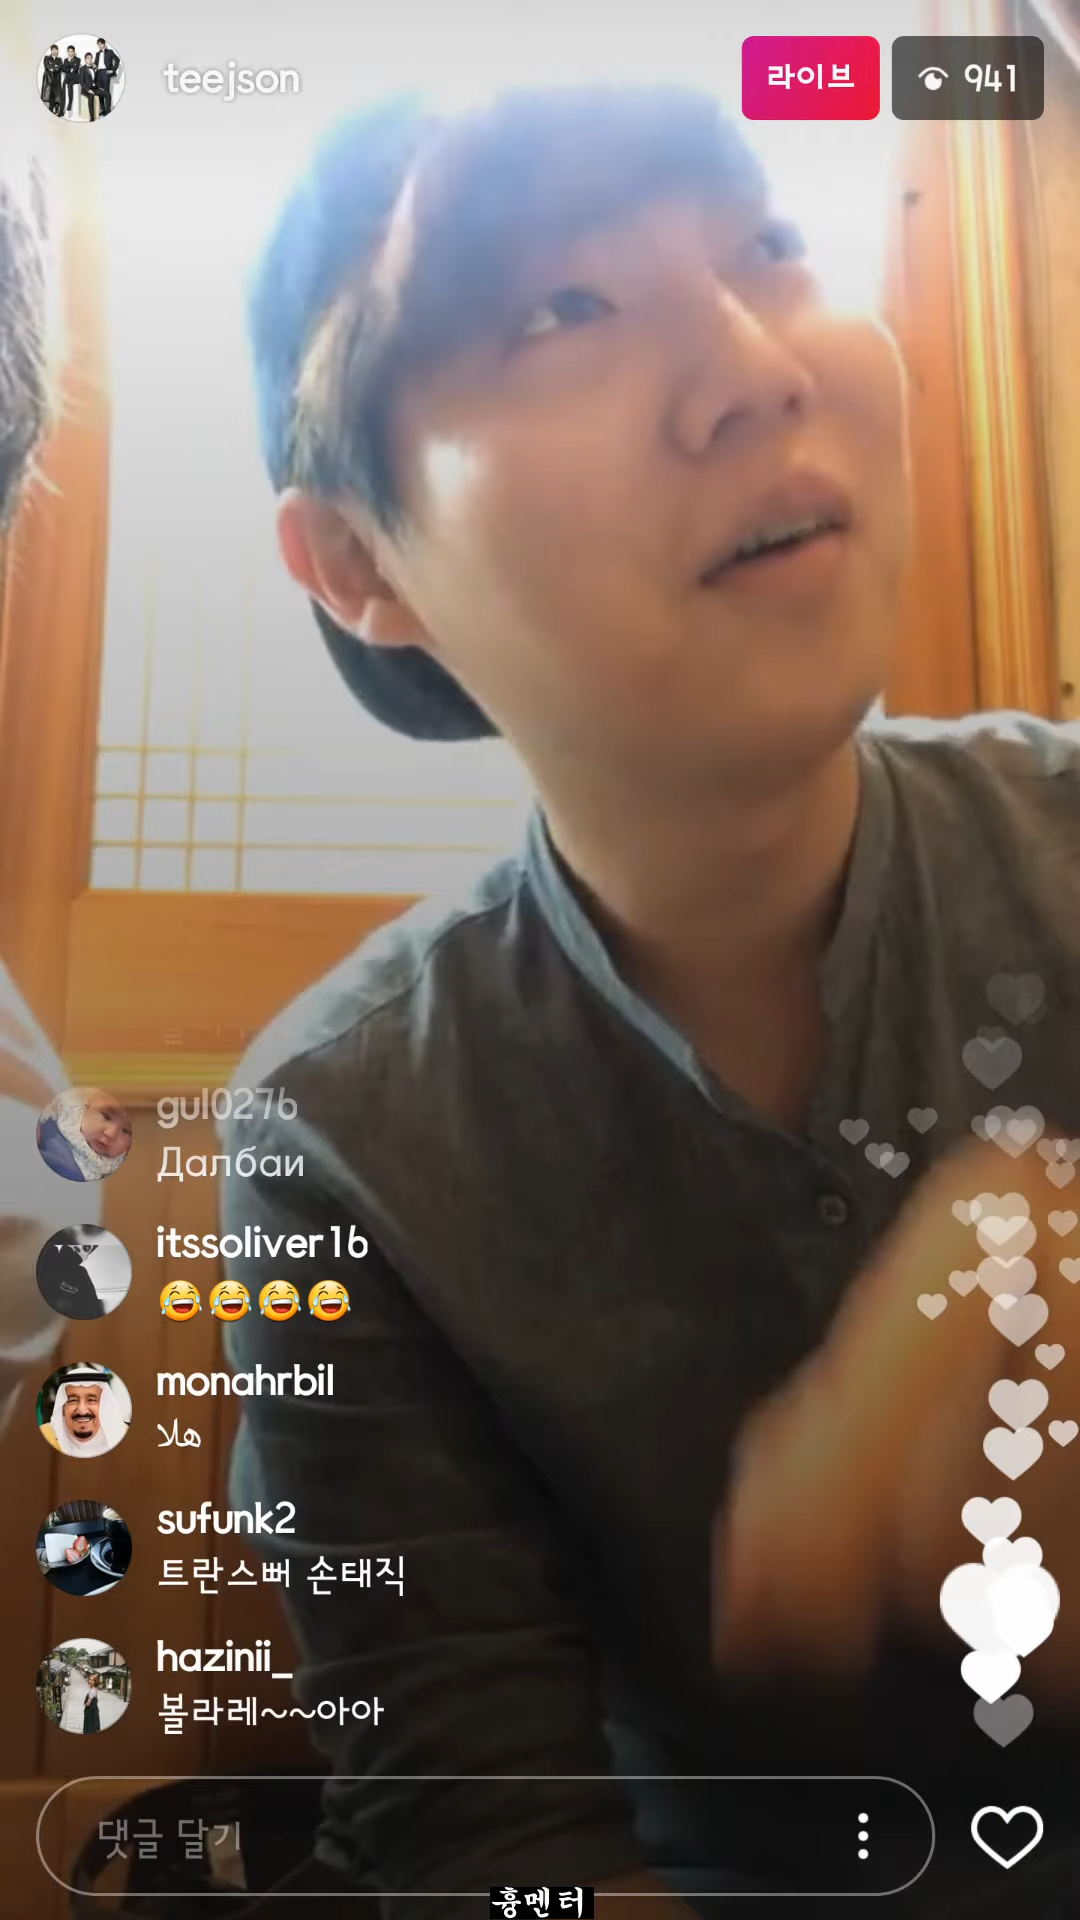 teejson
라이브
941
gul0276
Далбаи
itssoliver16
😂😂😂😂
monahrbil
هلا
sufunk2
트란스뻐 손태직
hazinii_
볼라레~~아아
댓글 달기
흥멘터